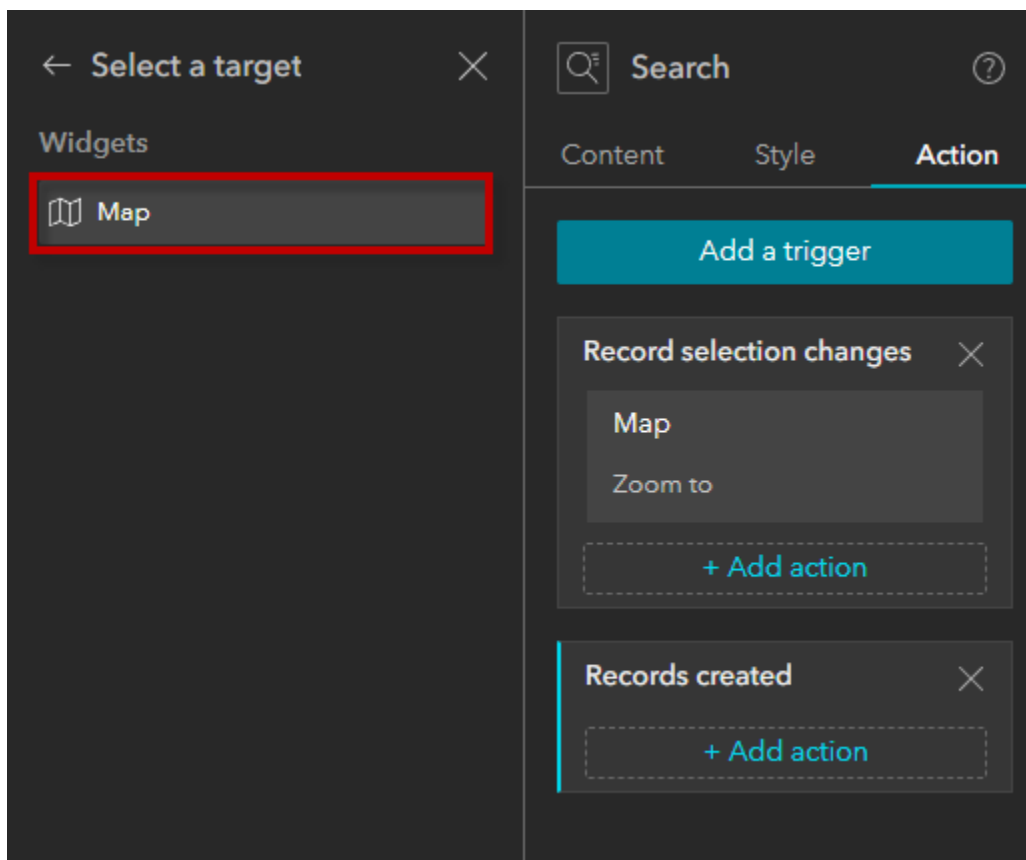 Select a target
Widgets
Map
Search
Content Style Action
Add a trigger
Record selection changes
Map
Zoom to
+ Add action
Records created
+ Add action